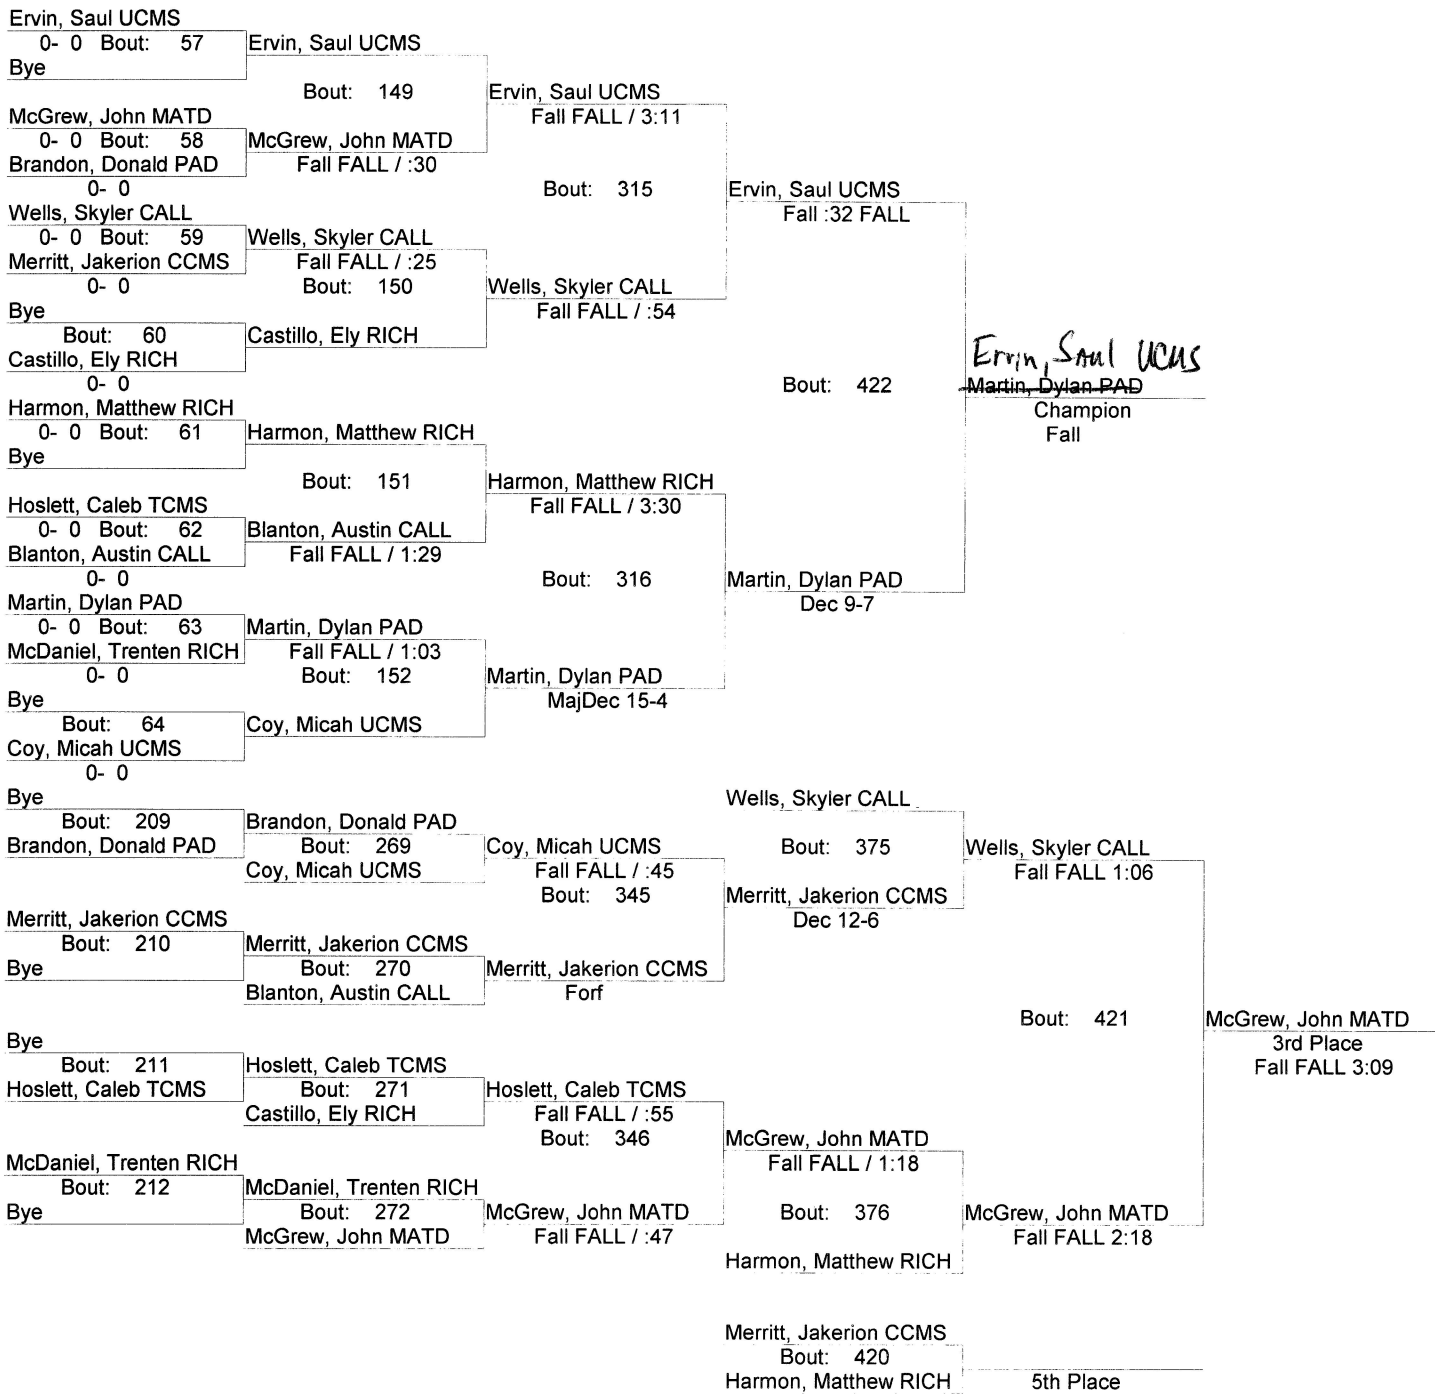 Ervin, Saul UCMS
0- 0 Bout: 57
Bye
Ervin, Saul UCMS
Bout: 149
McGrew, John MATD
0- 0 Bout: 58
Brandon, Donald PAD
0- 0
McGrew, John MATD
Fall FALL / :30
Ervin, Saul UCMS
Fall FALL / 3:11
Bout: 315
Wells, Skyler CALL
0- 0 Bout: 59
Merritt, Jakerion CCMS
0- 0
Wells, Skyler CALL
Fall FALL / :25
Bout: 150
Bye
Bout: 60
Castillo, Ely RICH
0- 0
Castillo, Ely RICH
Wells, Skyler CALL
Fall FALL / :54
Ervin, Saul UCMS
Fall :32 FALL
Bout: 422
Ervin, Saul UCMS
Martin, Dylan PAD
Champion
Fall
Harmon, Matthew RICH
0- 0 Bout: 61
Bye
Harmon, Matthew RICH
Bout: 151
Hoslett, Caleb TCMS
0- 0 Bout: 62
Blanton, Austin CALL
0- 0
Blanton, Austin CALL
Fall FALL / 1:29
Harmon, Matthew RICH
Fall FALL / 3:30
Bout: 316
Martin, Dylan PAD
0- 0 Bout: 63
McDaniel, Trenten RICH
0- 0
Martin, Dylan PAD
Fall FALL / 1:03
Bout: 152
Bye
Bout: 64
Coy, Micah UCMS
0- 0
Coy, Micah UCMS
Martin, Dylan PAD
MajDec 15-4
Martin, Dylan PAD
Dec 9-7
Bye
Bout: 209
Brandon, Donald PAD
Brandon, Donald PAD
Bout: 269
Coy, Micah UCMS
Coy, Micah UCMS
Fall FALL / :45
Bout: 345
Merritt, Jakerion CCMS
Bout: 210
Bye
Merritt, Jakerion CCMS
Bout: 270
Blanton, Austin CALL
Merritt, Jakerion CCMS
Forf
Wells, Skyler CALL
Bout: 375
Merritt, Jakerion CCMS
Dec 12-6
Wells, Skyler CALL
Fall FALL 1:06
Bout: 421
McGrew, John MATD
3rd Place
Fall FALL 3:09
Bye
Bout: 211
Hoslett, Caleb TCMS
Hoslett, Caleb TCMS
Bout: 271
Castillo, Ely RICH
Hoslett, Caleb TCMS
Fall FALL / :55
Bout: 346
McDaniel, Trenten RICH
Bout: 212
Bye
McDaniel, Trenten RICH
Bout: 272
McGrew, John MATD
McGrew, John MATD
Fall FALL / :47
McGrew, John MATD
Fall FALL / 1:18
Bout: 376
Harmon, Matthew RICH
McGrew, John MATD
Fall FALL 2:18
Merritt, Jakerion CCMS
Bout: 420
Harmon, Matthew RICH
5th Place